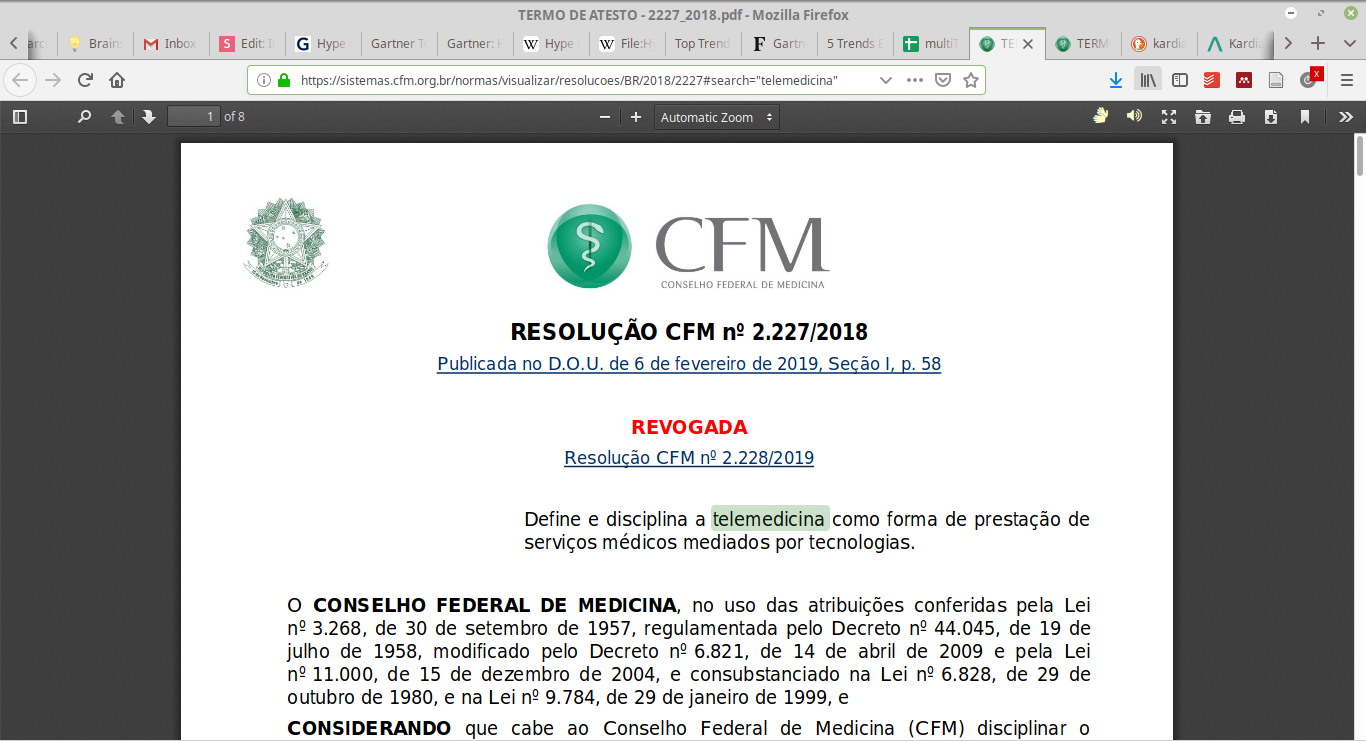 TERMO DE ATESTO - 2227_2018.pdf - Mozilla Firefox
Brain
Inbox
Edit: I
Hype
Gartner T
Gartner: H
Hype
File:H
Top Trend
Gartn
5 Trends E
multiT
TE
TERM
kardia
Kardia
https://sistemas.cfm.org.br/normas/visualizar/resolucoes/BR/2018/2227#search="telemedicina"
1 of 8
Automatic Zoom
CFM
CONSELHO FEDERAL DE MEDICINA
RESOLUÇÃO CFM nº 2.227/2018
Publicada no D.O.U. de 6 de fevereiro de 2019, Seção I, p. 58
REVOGADA
Resolução CFM nº 2.228/2019
Define e disciplina a telemedicina como forma de prestação de
serviços médicos mediados por tecnologias.
O CONSELHO FEDERAL DE MEDICINA, no uso das atribuições conferidas pela Lei
nº 3.268, de 30 de setembro de 1957, regulamentada pelo Decreto nº 44.045, de 19 de
julho de 1958, modificado pelo Decreto nº 6.821, de 14 de abril de 2009 e pela Lei
nº 11.000, de 15 de dezembro de 2004, e consubstanciado na Lei nº 6.828, de 29 de
outubro de 1980, e na Lei nº 9.784, de 29 de janeiro de 1999, e
CONSIDERANDO que cabe ao Conselho Federal de Medicina (CFM) disciplinar o